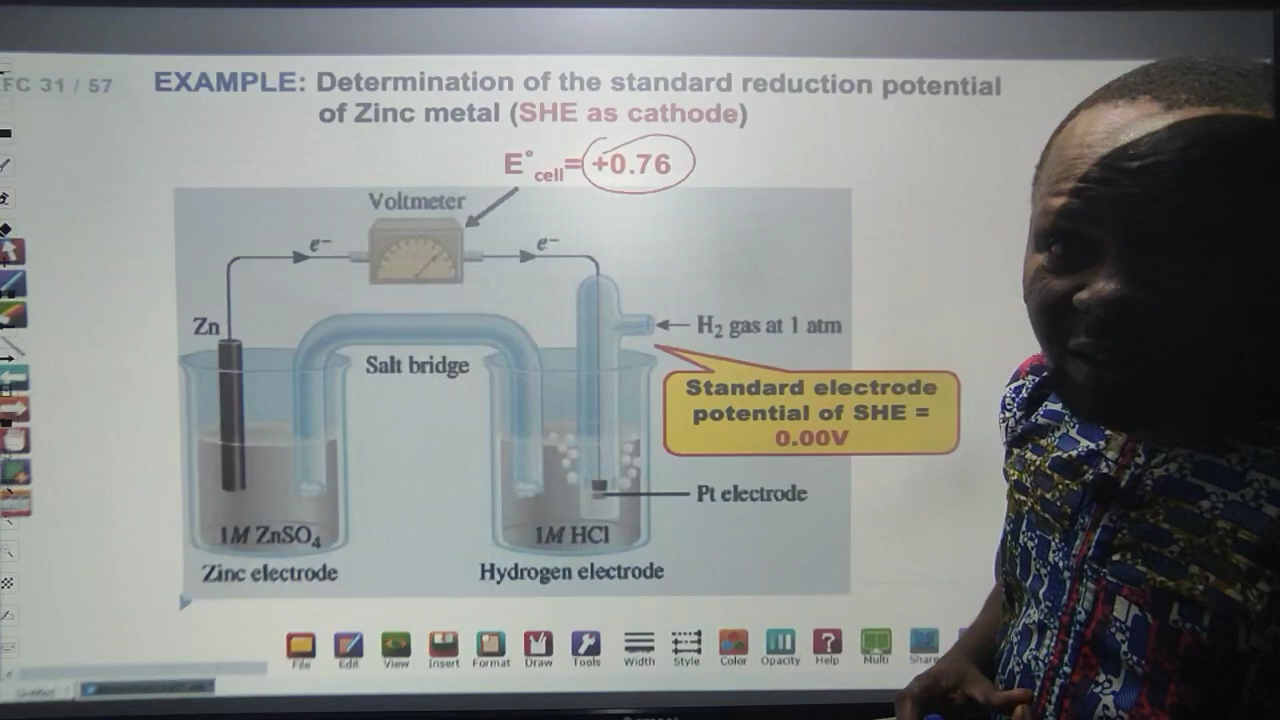 FC 31 / 57
EXAMPLE: Determination of the standard reduction potential
of Zinc metal (SHE as cathode)
E°cell=+0.76
Voltmeter
e⁻
e⁻
Zn
H₂ gas at 1 atm
Salt bridge
Standard electrode
potential of SHE =
0.00V
Pt electrode
1M ZnSO₄
1M HCl
Zinc electrode
Hydrogen electrode
File Edit View Insert Format Draw Tools Width Style Color Opacity Help Multi Share
Untitled